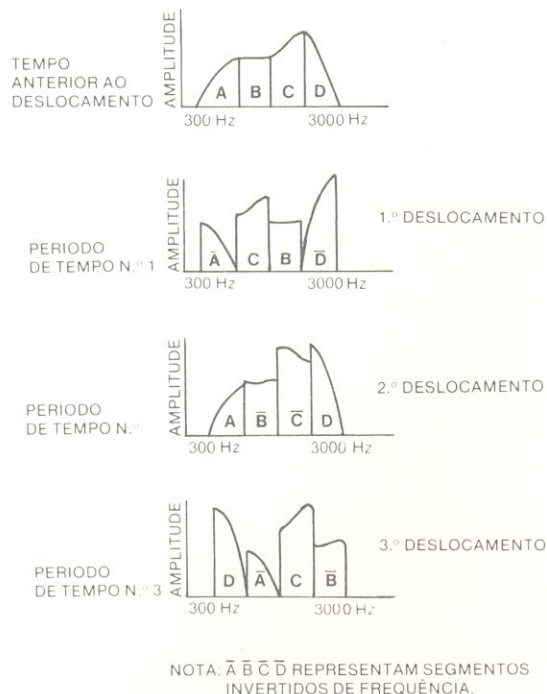 TEMPO
ANTERIOR AO
DESLOCAMENTO
AMPLITUDE
A B C D
300 Hz 3000 Hz
PERIODO
DE TEMPO N.º 1
AMPLITUDE
A̅ C B D̅
300 Hz 3000 Hz
1.º DESLOCAMENTO
PERIODO
DE TEMPO N.º
AMPLITUDE
A B̅ C̅ D
300 Hz 3000 Hz
2.º DESLOCAMENTO
PERIODO
DE TEMPO N.º 3
AMPLITUDE
D A̅ C B̅
300 Hz 3000 Hz
3.º DESLOCAMENTO
NOTA: A̅ B̅ C̅ D̅ REPRESENTAM SEGMENTOS
INVERTIDOS DE FREQUÊNCIA.